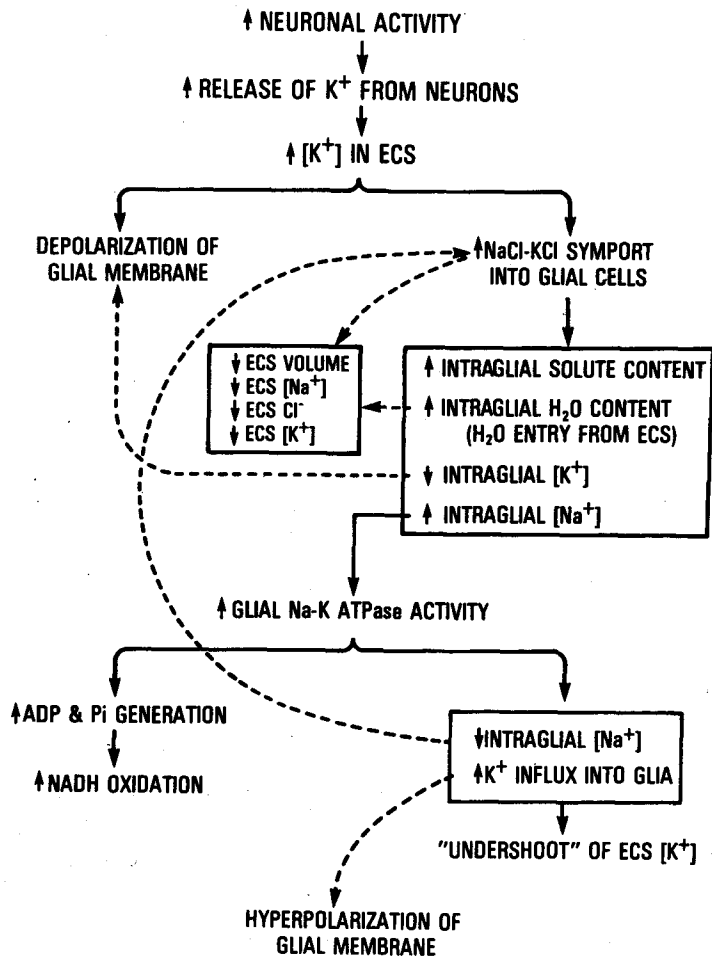 ↑ NEURONAL ACTIVITY
↑ RELEASE OF K⁺ FROM NEURONS
↑ [K⁺] IN ECS
DEPOLARIZATION OF
GLIAL MEMBRANE
↑NaCl-KCl SYMPORT
INTO GLIAL CELLS
↓ ECS VOLUME
↓ ECS [Na⁺]
↓ ECS Cl⁻
↓ ECS [K⁺]
↑ INTRAGLIAL SOLUTE CONTENT
↑ INTRAGLIAL H₂O CONTENT
(H₂O ENTRY FROM ECS)
↓ INTRAGLIAL [K⁺]
↑ INTRAGLIAL [Na⁺]
↑ GLIAL Na-K ATPase ACTIVITY
↑ADP & Pi GENERATION
↑NADH OXIDATION
↓INTRAGLIAL [Na⁺]
↑K⁺ INFLUX INTO GLIA
"UNDERSHOOT" OF ECS [K⁺]
HYPERPOLARIZATION OF
GLIAL MEMBRANE